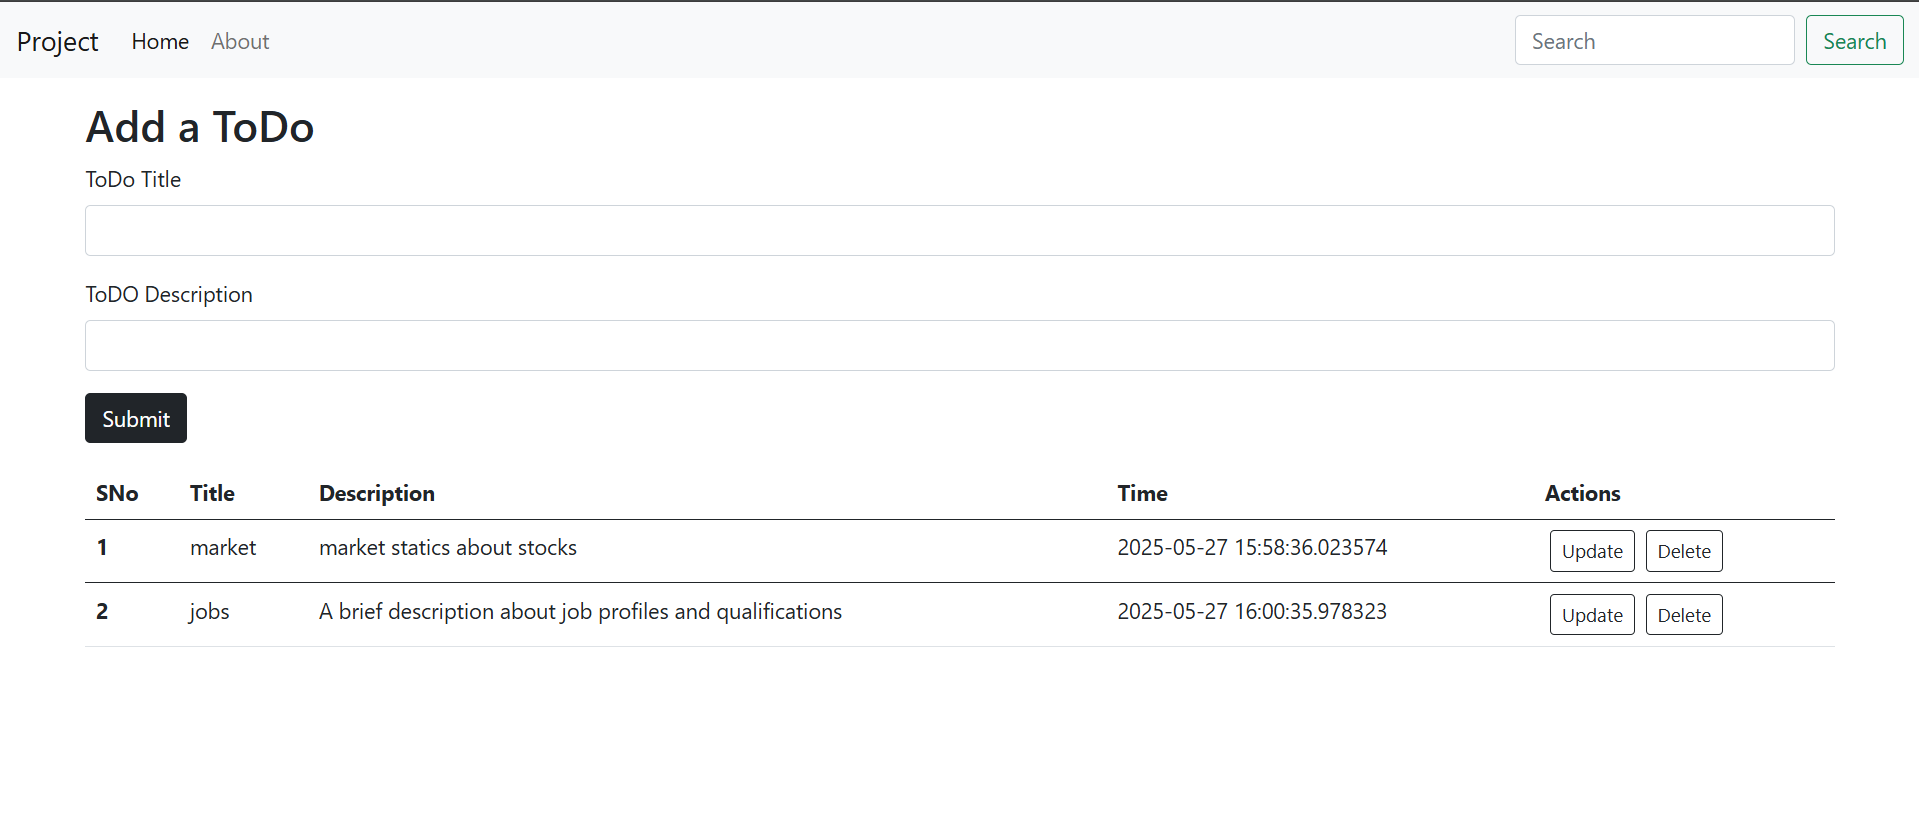 Project Home About Search Search
Add a ToDo
ToDo Title
ToDO Description
Submit
SNo Title Description Time Actions
1 market market statics about stocks 2025-05-27 15:58:36.023574 Update Delete
2 jobs A brief description about job profiles and qualifications 2025-05-27 16:00:35.978323 Update Delete